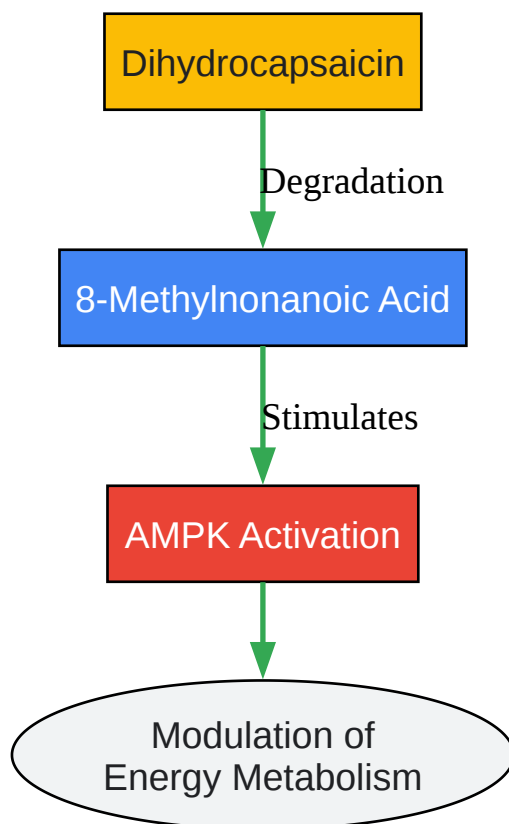 Dihydrocapsaicin
Degradation
8-Methylnonanoic Acid
Stimulates
AMPK Activation
Modulation of
Energy Metabolism